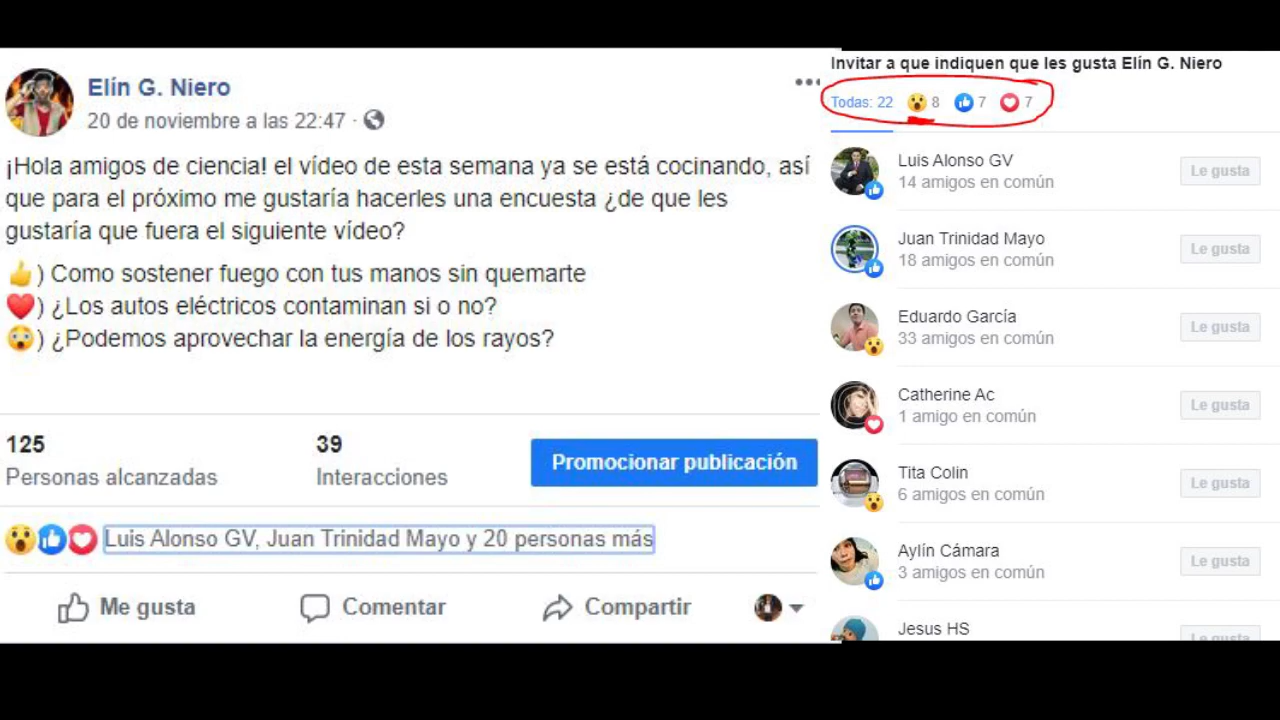 Elín G. Niero
20 de noviembre a las 22:47 ·
¡Hola amigos de ciencia! el vídeo de esta semana ya se está cocinando, así
que para el próximo me gustaría hacerles una encuesta ¿de que les
gustaría que fuera el siguiente vídeo?
👍) Como sostener fuego con tus manos sin quemarte
❤️) ¿Los autos eléctricos contaminan si o no?
😲) ¿Podemos aprovechar la energía de los rayos?
125
Personas alcanzadas
39
Interacciones
Promocionar publicación
Luis Alonso GV, Juan Trinidad Mayo y 20 personas más
Me gusta
Comentar
Compartir
Invitar a que indiquen que les gusta Elín G. Niero
Todas: 22 8 7 7
Luis Alonso GV
14 amigos en común
Le gusta
Juan Trinidad Mayo
18 amigos en común
Le gusta
Eduardo García
33 amigos en común
Le gusta
Catherine Ac
1 amigo en común
Le gusta
Tita Colin
6 amigos en común
Le gusta
Aylín Cámara
3 amigos en común
Le gusta
Jesus HS
Le gusta